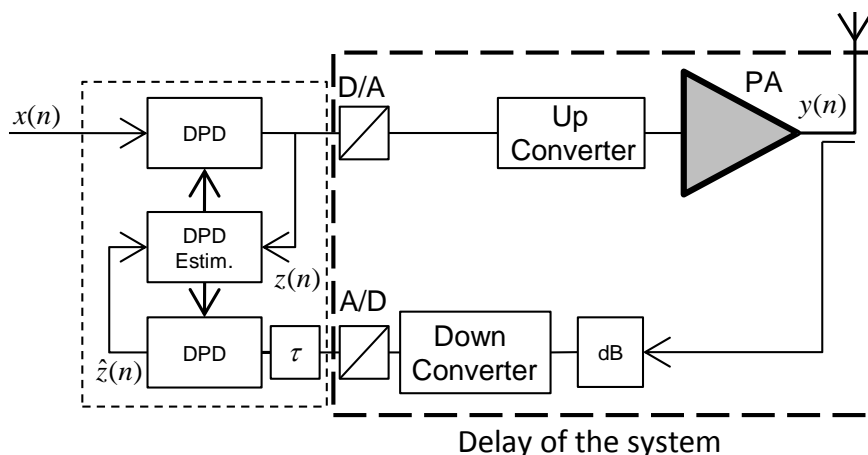 D/A
PA
x(n)
y(n)
DPD
Up
Converter
DPD
Estim.
z(n)
A/D
DPD
τ
Down
Converter
dB
ẑ(n)
Delay of the system